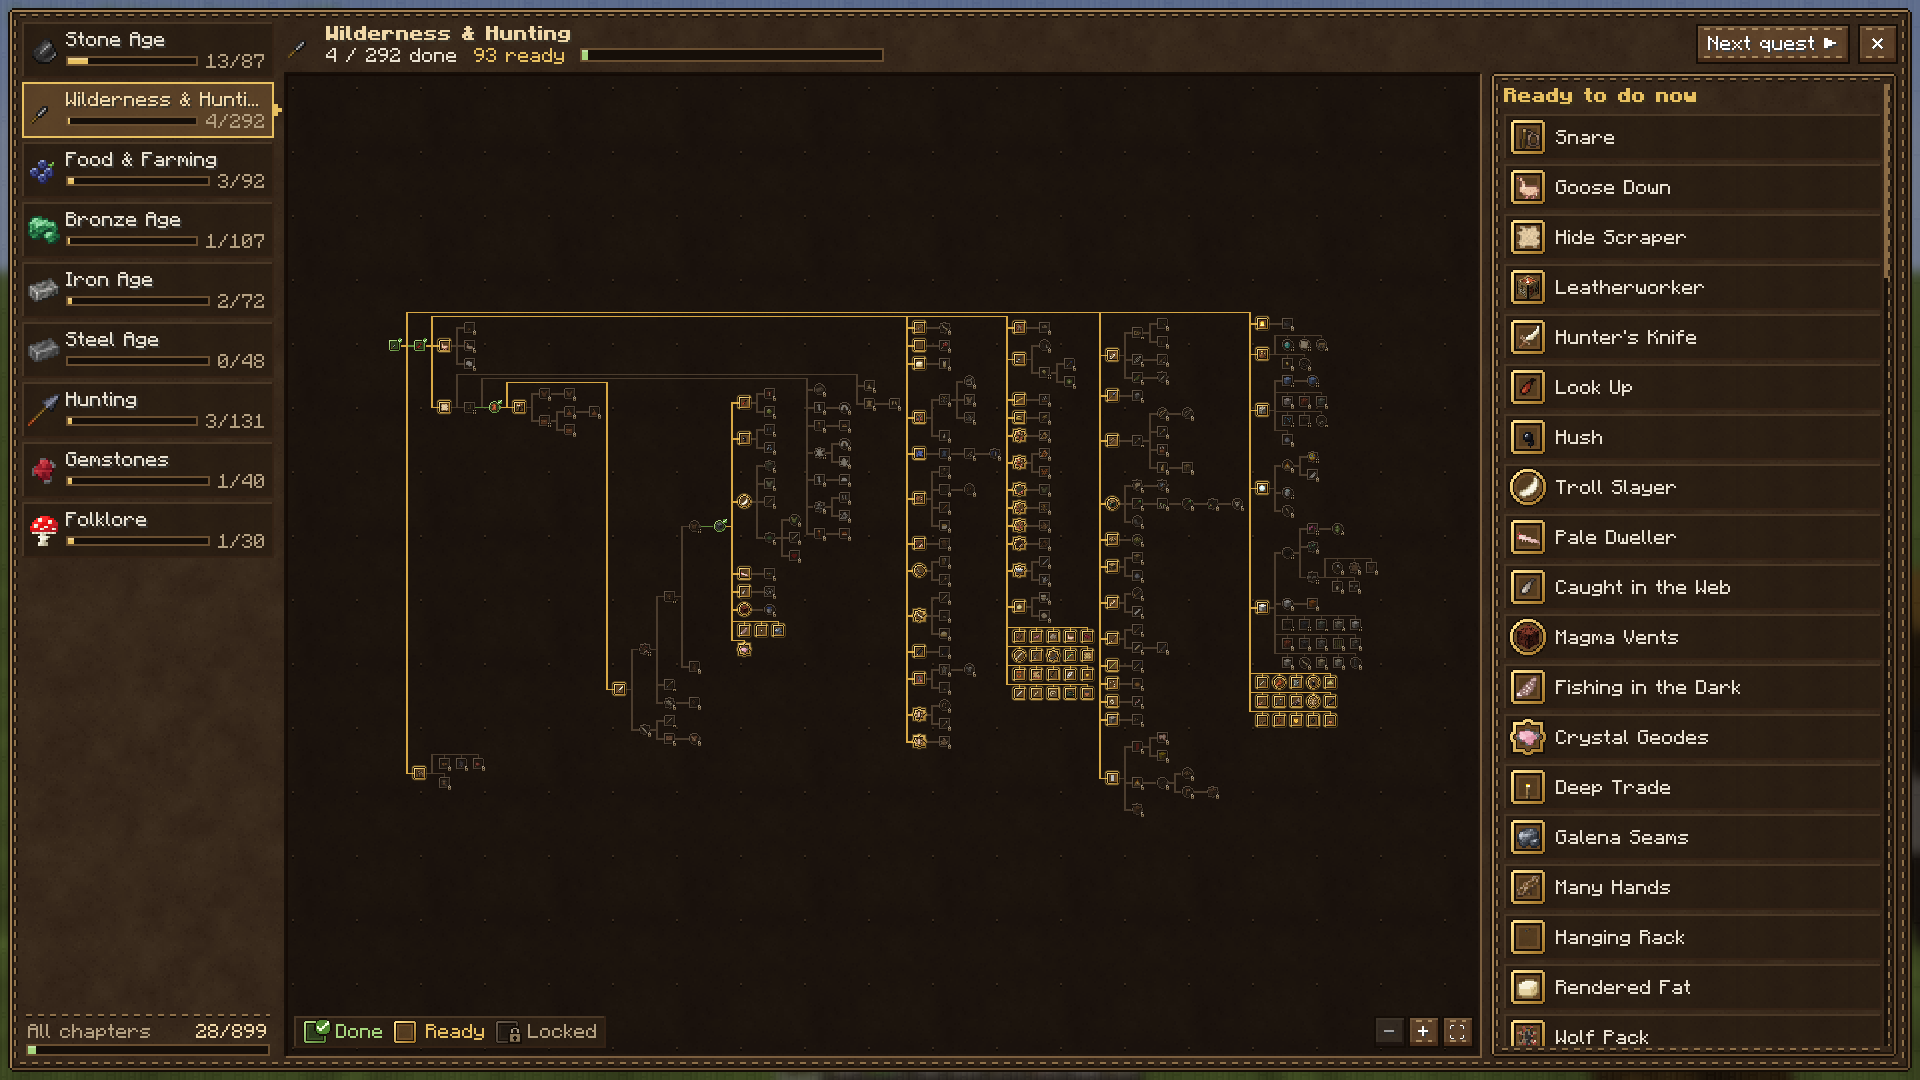 Stone Age
13/87
Wilderness & Hunti...
4/292
Food & Farming
3/92
Bronze Age
1/107
Iron Age
2/72
Steel Age
0/48
Hunting
3/131
Gemstones
1/40
Folklore
1/30
All chapters 28/899
Wilderness & Hunting
4 / 292 done 93 ready
Done Ready Locked
Next quest
Ready to do now
Snare
Goose Down
Hide Scraper
Leatherworker
Hunter's Knife
Look Up
Hush
Troll Slayer
Pale Dweller
Caught in the Web
Magma Vents
Fishing in the Dark
Crystal Geodes
Deep Trade
Galena Seams
Many Hands
Hanging Rack
Rendered Fat
Wolf Pack